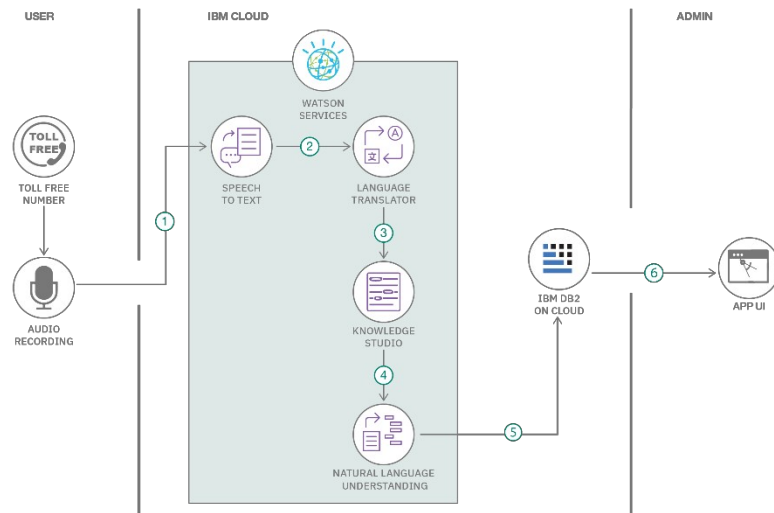 USER
IBM CLOUD
ADMIN
WATSON
SERVICES
TOLL
FREE
TOLL FREE
NUMBER
1
SPEECH
TO TEXT
2
A
文
LANGUAGE
TRANSLATOR
3
AUDIO
RECORDING
KNOWLEDGE
STUDIO
4
NATURAL LANGUAGE
UNDERSTANDING
5
IBM DB2
ON CLOUD
6
APP UI